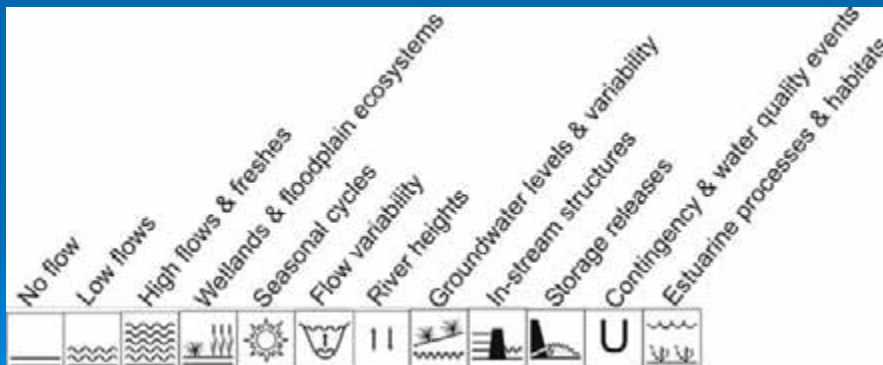 No flow
Low flows
High flows & freshes
Wetlands & floodplain ecosystems
Seasonal cycles
Flow variability
River heights
Groundwater levels & variability
In-stream structures
Storage releases
Contingency & water quality events
Estuarine processes & habitats